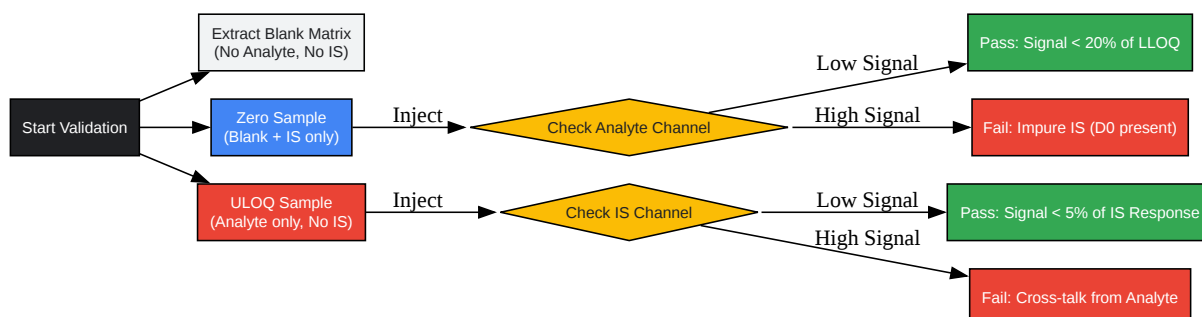 Extract Blank Matrix
(No Analyte, No IS)
Pass: Signal < 20% of LLOQ
Low Signal
Start Validation
Zero Sample
(Blank + IS only)
Inject
Check Analyte Channel
High Signal
Fail: Impure IS (D0 present)
ULOQ Sample
(Analyte only, No IS)
Inject
Check IS Channel
Low Signal
Pass: Signal < 5% of IS Response
High Signal
Fail: Cross-talk from Analyte